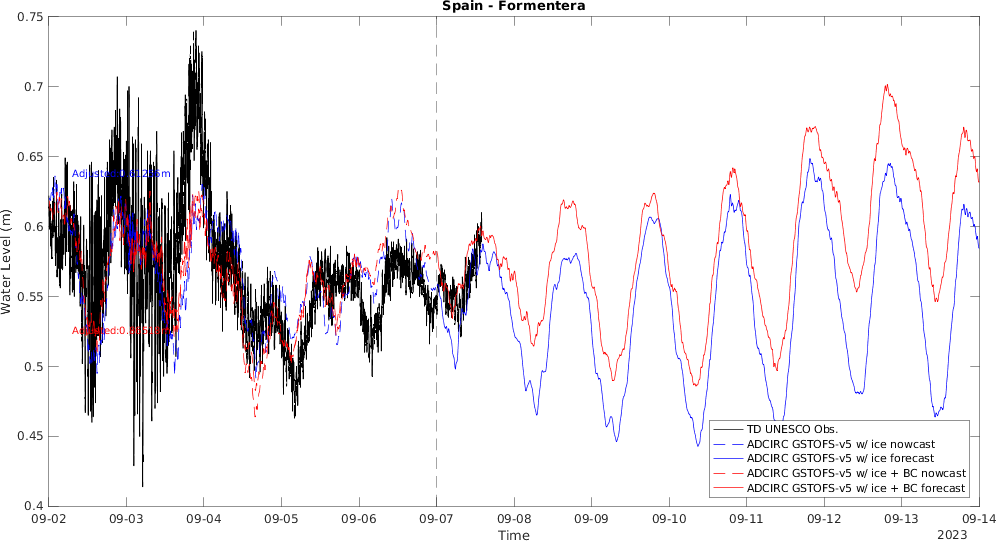 Spain - Formentera
0.75
0.7
0.65
0.6
0.55
0.5
0.45
0.4
Water Level (m)
09-02
09-03
09-04
09-05
09-06
09-07
09-08
09-09
09-10
09-11
09-12
09-13
09-14
Time
2023
TD UNESCO Obs.
ADCIRC GSTOFS-v5 w/ ice nowcast
ADCIRC GSTOFS-v5 w/ ice forecast
ADCIRC GSTOFS-v5 w/ ice + BC nowcast
ADCIRC GSTOFS-v5 w/ ice + BC forecast